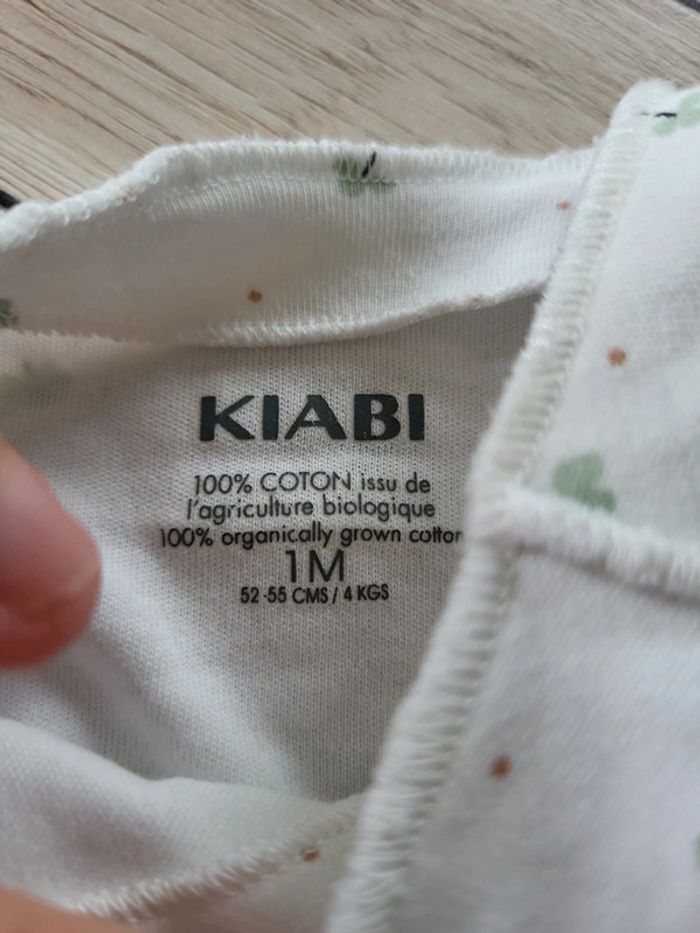 KIABI
100% COTON issu de
l'agriculture biologique
100% organically grown cotton
1M
52-55 CMS / 4 KGS